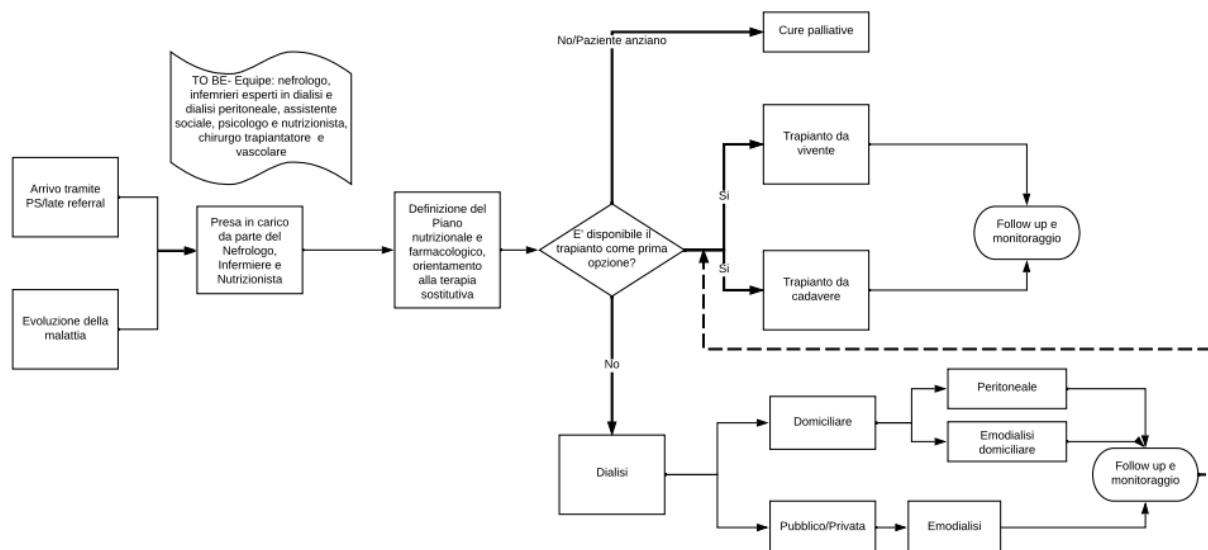 No/Paziente anziano
Cure palliative
TO BE- Equipe: nefrologo,
infemrieri esperti in dialisi e
dialisi peritoneale, assistente
sociale, psicologo e nutrizionista,
chirurgo trapiantatore e
vascolare
Arrivo tramite
PS/late referral
Evoluzione della
malattia
Presa in carico
da parte del
Nefrologo,
Infermiere e
Nutrizionista
Definizione del
Piano
nutrizionale e
farmacologico,
orientamento
alla terapia
sostitutiva
E' disponibile il
trapianto come prima
opzione?
Si
Trapianto da
vivente
Si
Trapianto da
cadavere
Follow up e
monitoraggio
No
Dialisi
Domiciliare
Peritoneale
Emodialisi
domiciliare
Pubblico/Privata
Emodialisi
Follow up e
monitoraggio